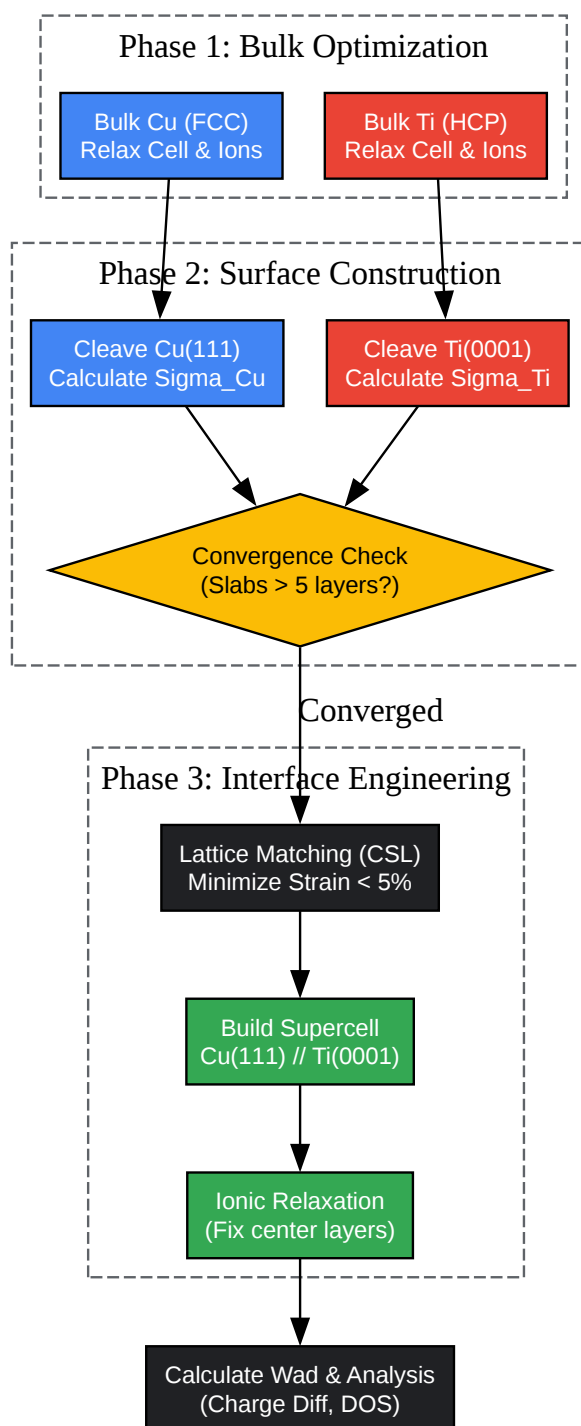 Phase 1: Bulk Optimization
Bulk Cu (FCC)
Relax Cell & Ions
Bulk Ti (HCP)
Relax Cell & Ions
Phase 2: Surface Construction
Cleave Cu(111)
Calculate Sigma_Cu
Cleave Ti(0001)
Calculate Sigma_Ti
Convergence Check
(Slabs > 5 layers?)
Converged
Phase 3: Interface Engineering
Lattice Matching (CSL)
Minimize Strain < 5%
Build Supercell
Cu(111) // Ti(0001)
Ionic Relaxation
(Fix center layers)
Calculate Wad & Analysis
(Charge Diff, DOS)